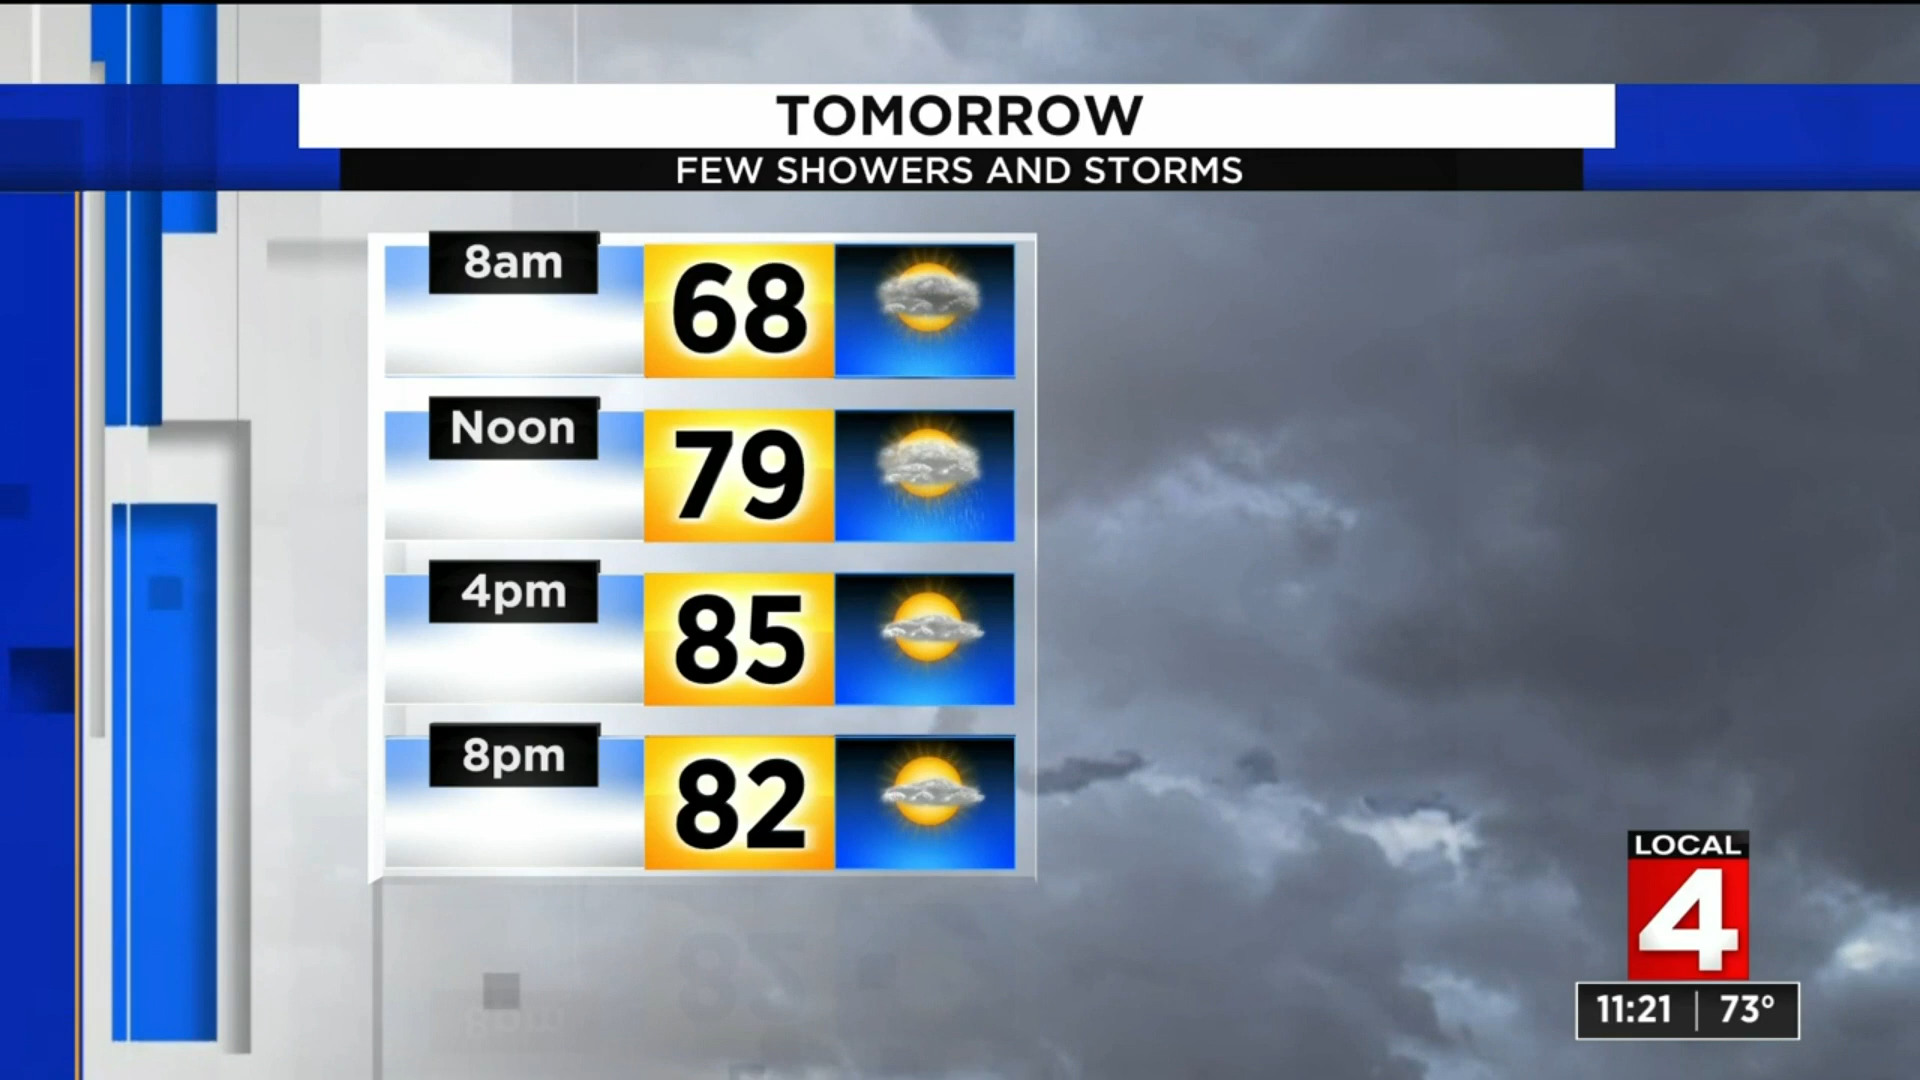 TOMORROW
FEW SHOWERS AND STORMS
8am 68
Noon 79
4pm 85
8pm 82
LOCAL
4
11:21 73°